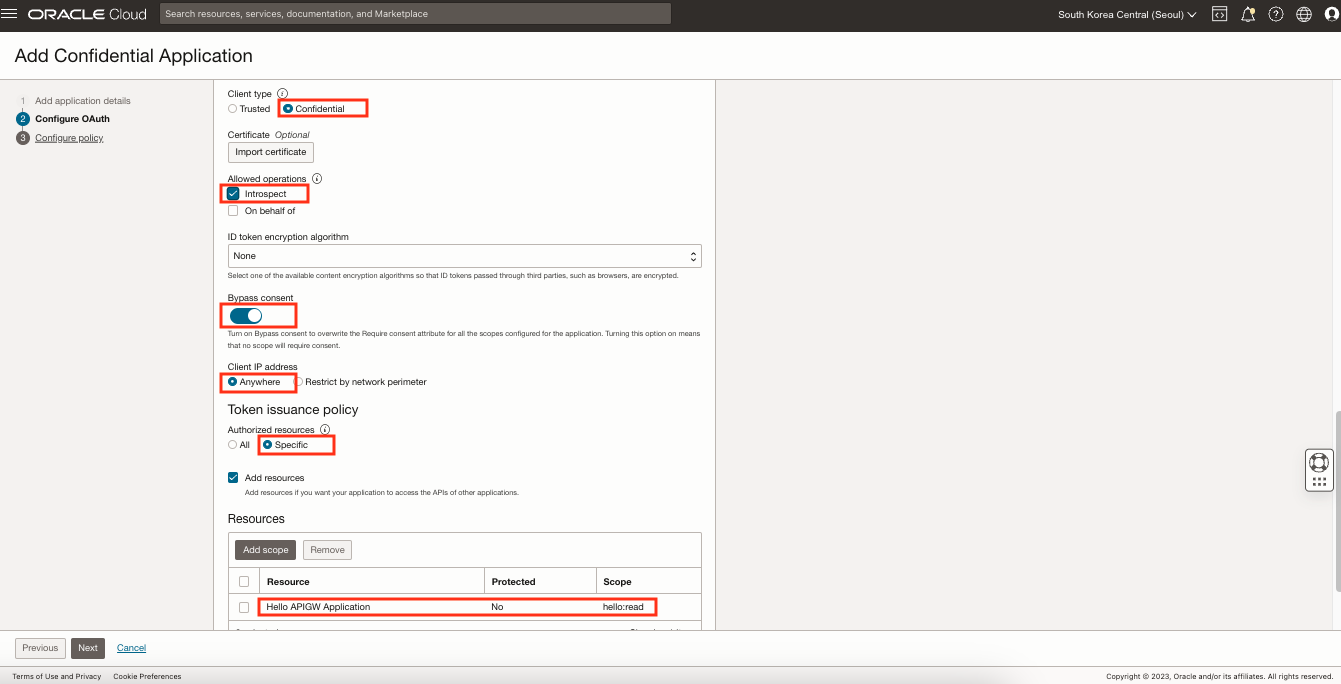 ORACLE Cloud
Search resources, services, documentation, and Marketplace
South Korea Central (Seoul)
Add Confidential Application
1 Add application details
2 Configure OAuth
3 Configure policy
Client type
Trusted Confidential
Certificate Optional
Import certificate
Allowed operations
Introspect
On behalf of
ID token encryption algorithm
None
Select one of the available content encryption algorithms so that ID tokens passed through third parties, such as browsers, are encrypted.
Bypass consent
Turn on Bypass consent to overwrite the Require consent attribute for all the scopes configured for the application. Turning this option on means
that no scope will require consent.
Client IP address
Anywhere Restrict by network perimeter
Token issuance policy
Authorized resources
All Specific
Add resources
Add resources if you want your application to access the APIs of other applications.
Resources
Add scope Remove
Resource Protected Scope
Hello APIGW Application No hello:read
Previous Next Cancel
Terms of Use and Privacy Cookie Preferences
Copyright © 2023, Oracle and/or its affiliates. All rights reserved.